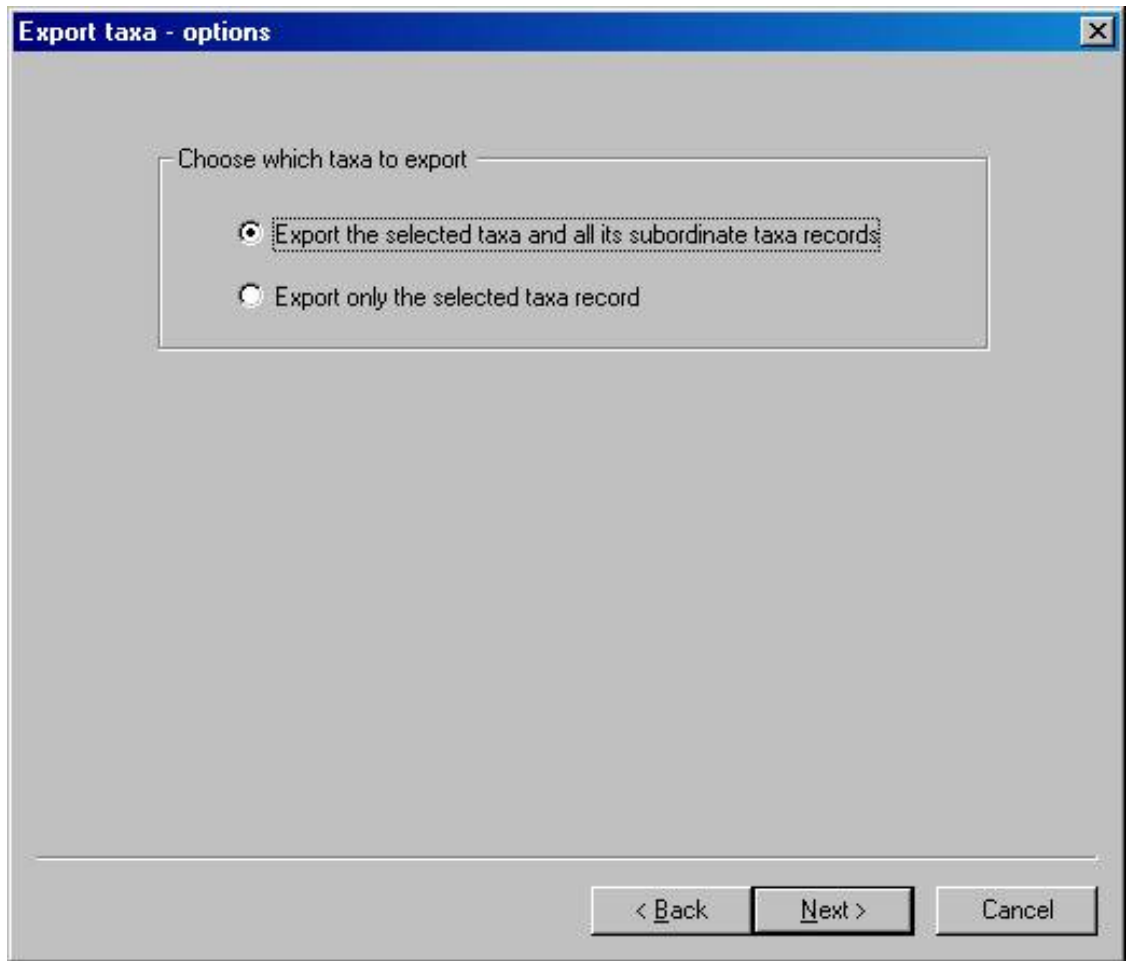 Export taxa - options
Choose which taxa to export
Export the selected taxa and all its subordinate taxa records
Export only the selected taxa record
< Back Next > Cancel